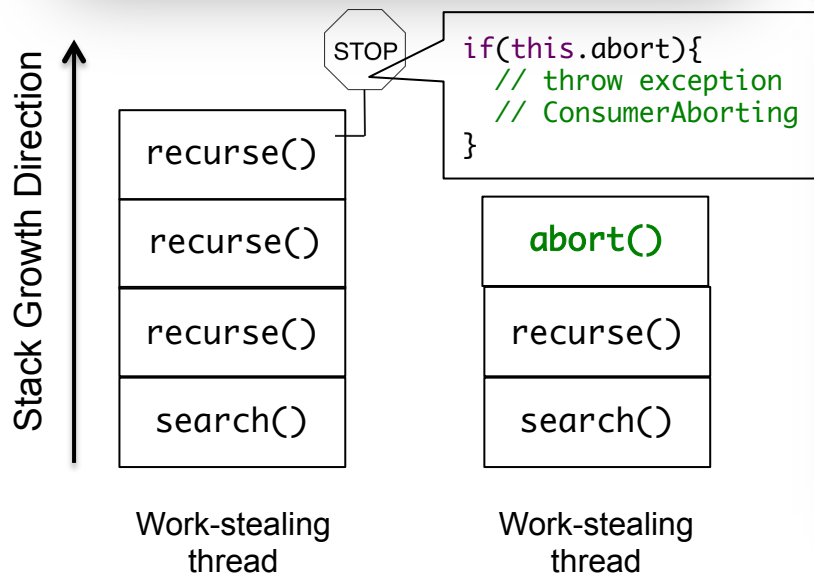 STOP
if(this.abort){
// throw exception
// ConsumerAborting
}
Stack Growth Direction
recurse()
recurse()
recurse()
search()
Work-stealing
thread
abort()
recurse()
search()
Work-stealing
thread